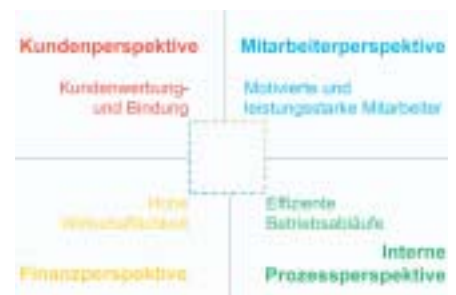 Kundenperspektive
Kundenwerbung-
und Bindung
Mitarbeiterperspektive
Motivierte und
leistungsstarke Mitarbeiter
Hohe
Wirtschaftlichkeit
Finanzperspektive
Effiziente
Betriebsabläufe
Interne
Prozessperspektive